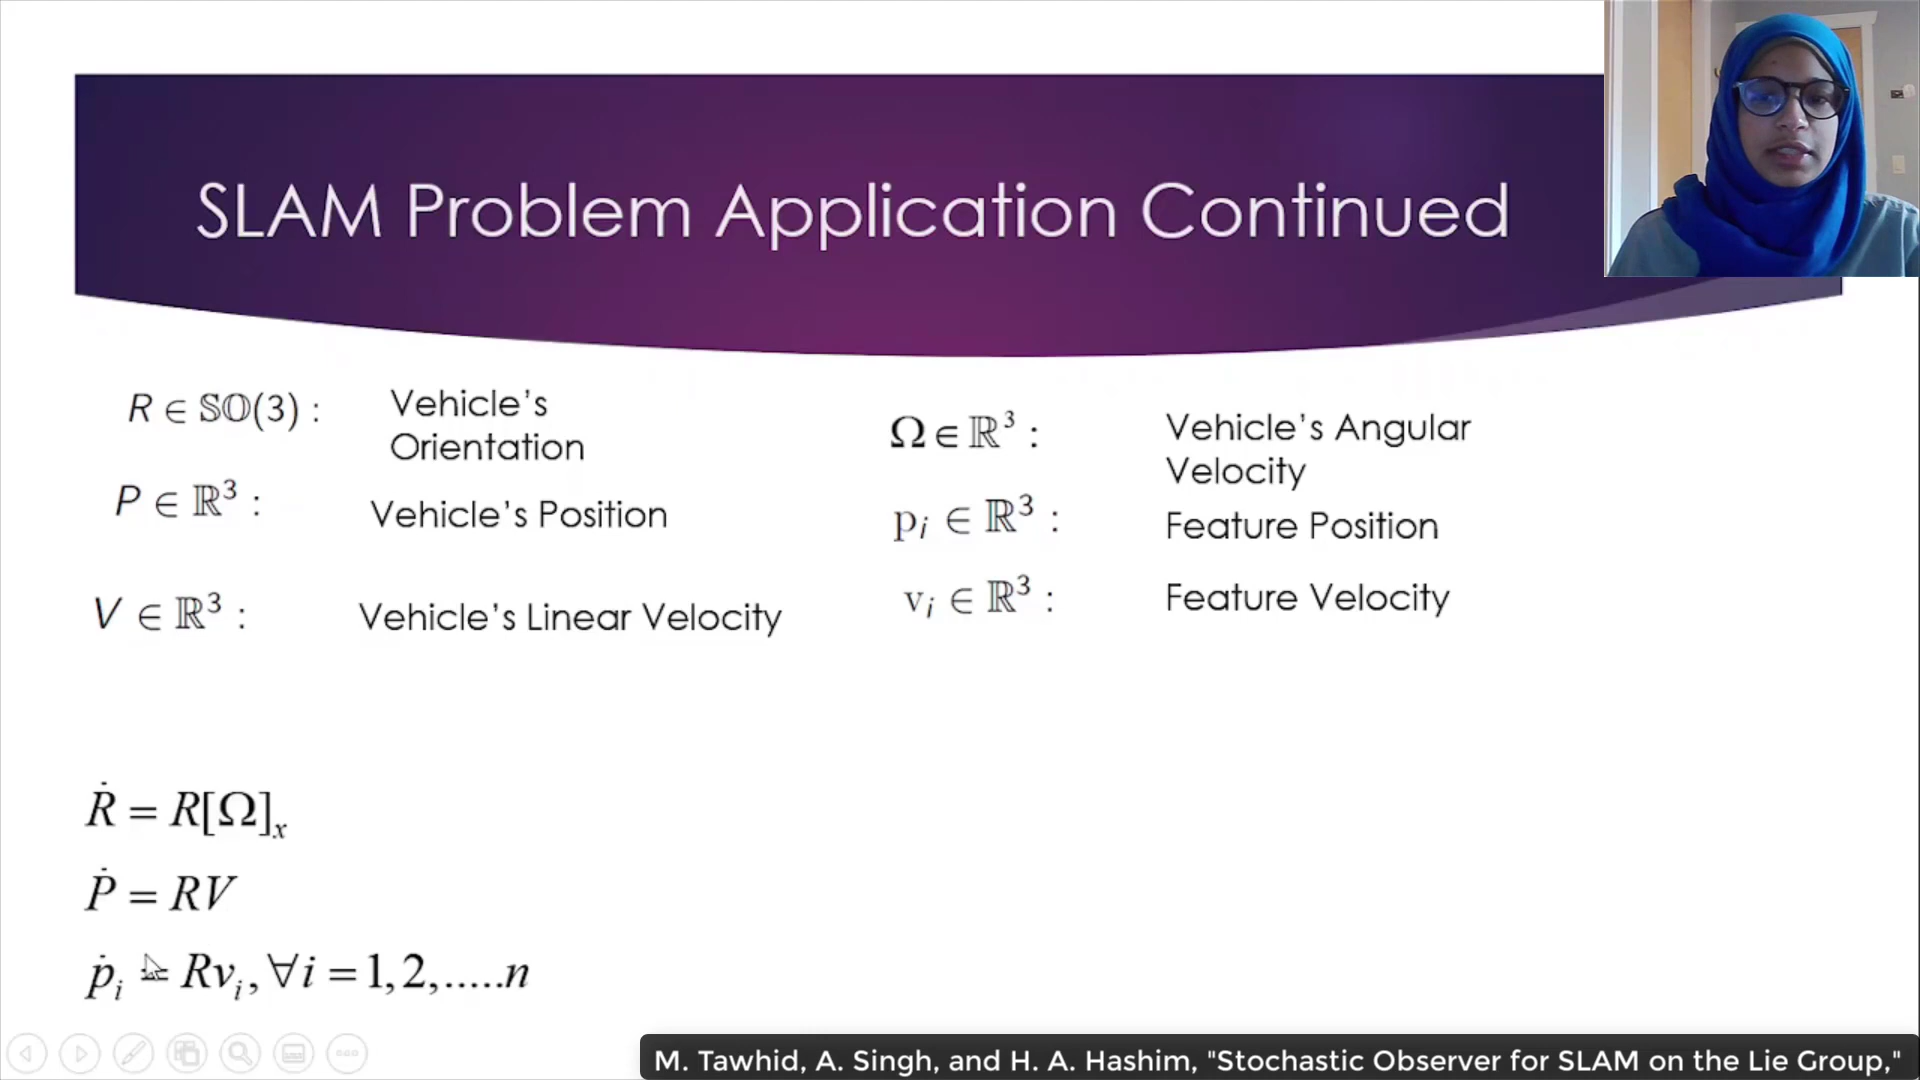 SLAM Problem Application Continued
R ∈ 𝕊𝕆(3) :
Vehicle's
Orientation
P ∈ ℝ³ :
Vehicle's Position
V ∈ ℝ³ :
Vehicle's Linear Velocity
Ω ∈ ℝ³ :
Vehicle's Angular
Velocity
pᵢ ∈ ℝ³ :
Feature Position
vᵢ ∈ ℝ³ :
Feature Velocity
Ṙ = R[Ω]ₓ
Ṗ = RV
ṗᵢ = Rvᵢ, ∀i = 1, 2, .....n
M. Tawhid, A. Singh, and H. A. Hashim, "Stochastic Observer for SLAM on the Lie Group,"